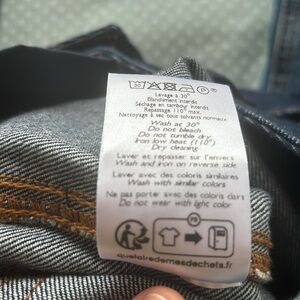 Lavage à 30°
Blanchiment interdit
Séchage en tambour interdit
Repassage 110° max.
Nettoyage à sec tout solvants normaux
Wash at 30°
Do not bleach
Do not tumble dry
Iron low heat (110°)
Dry cleaning
Laver et repasser sur l'envers
Wash and iron on reverse side
Laver avec des coloris similaires
Wash with similar colors
Ne pas porter avec des coloris clairs
Do not wear with light color
FR
quefairedemesdechets.fr